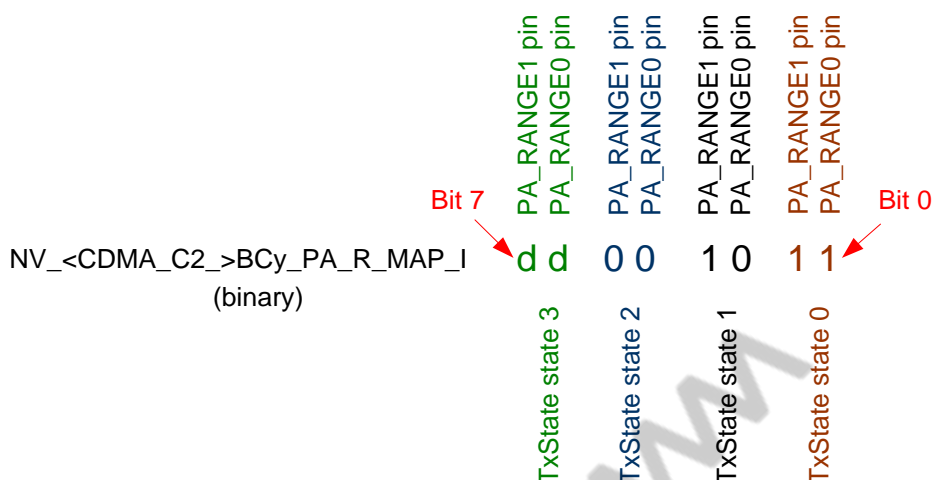 PA_RANGE1 pin
PA_RANGE0 pin
PA_RANGE1 pin
PA_RANGE0 pin
PA_RANGE1 pin
PA_RANGE0 pin
PA_RANGE1 pin
PA_RANGE0 pin
Bit 7
Bit 0
NV_<CDMA_C2_>BCy_PA_R_MAP_I
(binary)
d d 0 0 1 0 1 1
TxState state 3
TxState state 2
TxState state 1
TxState state 0